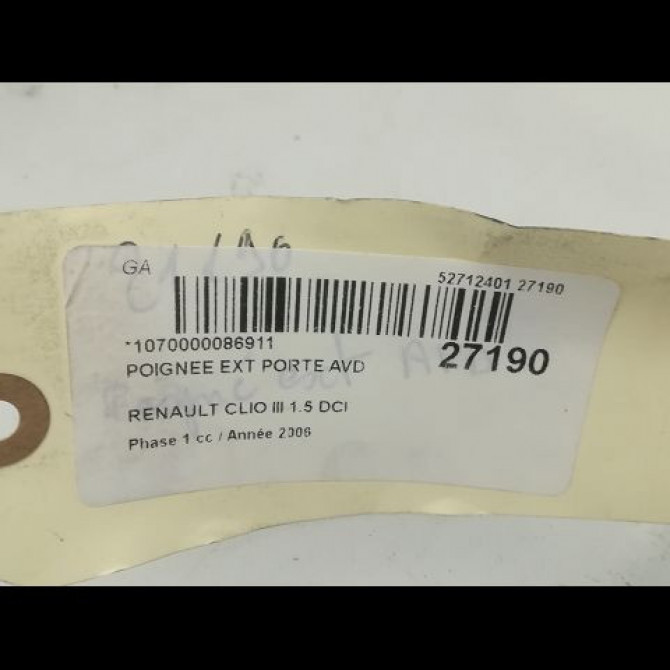 GA
52712401 27190
*1070000086911
27190
POIGNEE EXT PORTE AVD
RENAULT CLIO III 1.5 DCI
Phase 1 cc / Année 2006